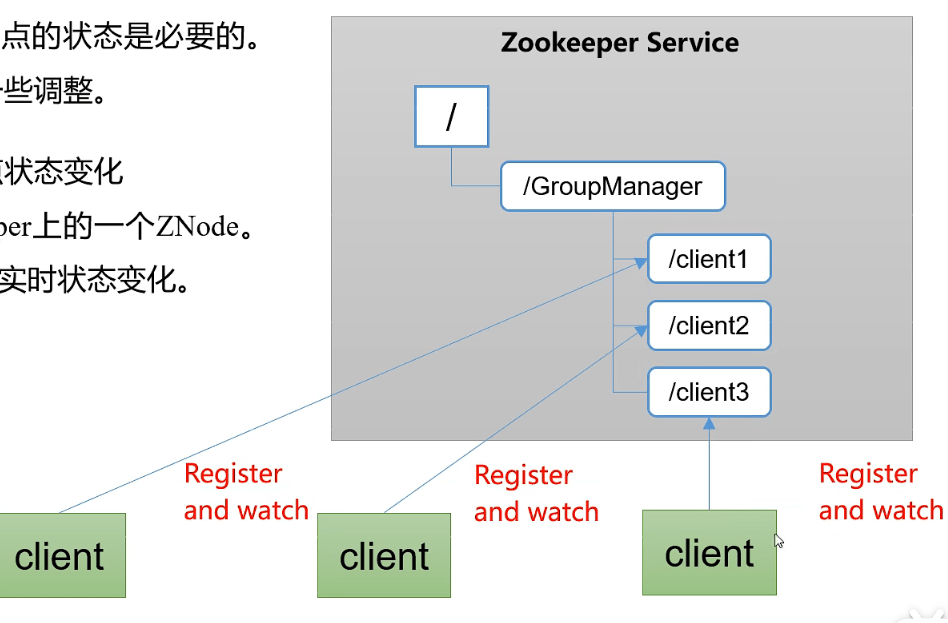 点的状态是必要的。
些调整。
状态变化
per上的一个ZNode。
实时状态变化。
Zookeeper Service
/
/GroupManager
/client1
/client2
/client3
Register
and watch
Register
and watch
Register
and watch
client
client
client